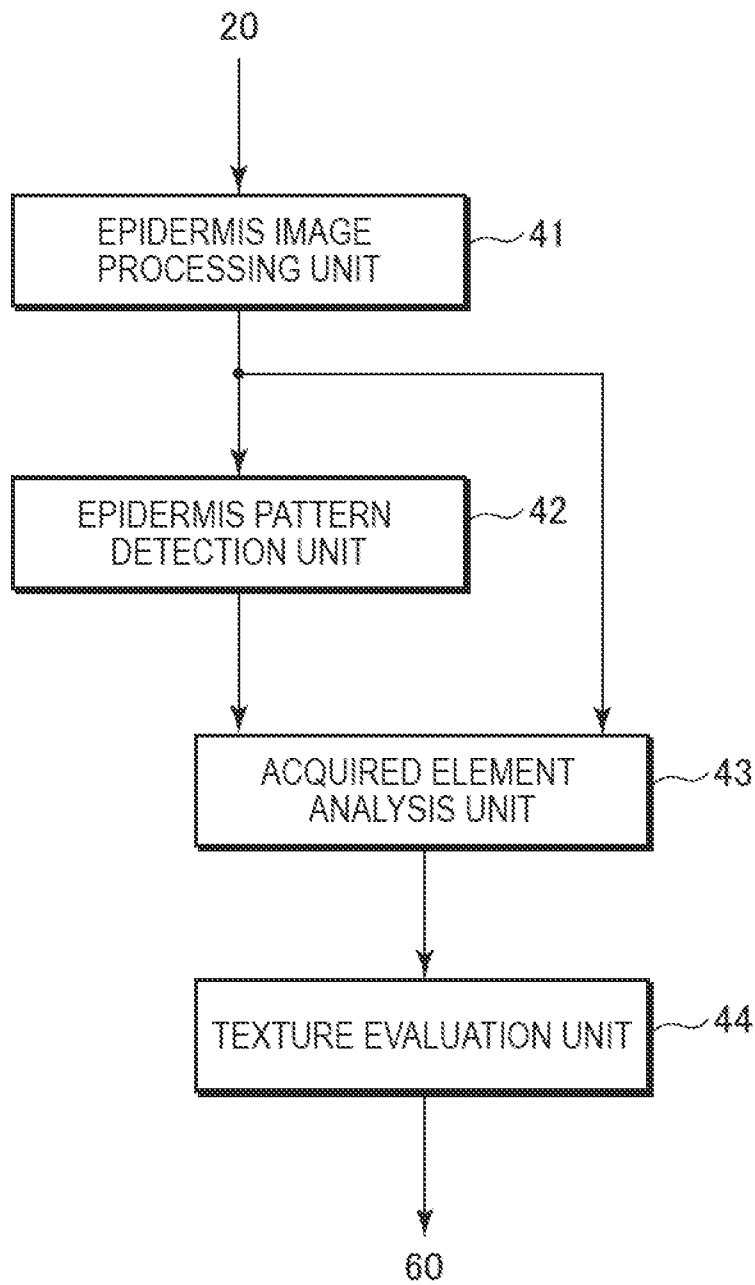 20
EPIDERMIS IMAGE
PROCESSING UNIT
41
EPIDERMIS PATTERN
DETECTION UNIT
42
ACQUIRED ELEMENT
ANALYSIS UNIT
43
TEXTURE EVALUATION UNIT
44
60